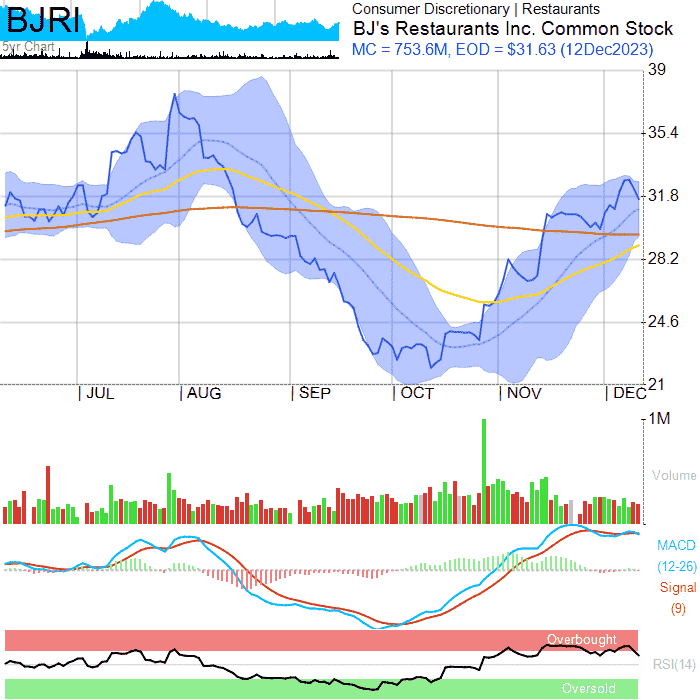 BJRI
5yr Chart
Consumer Discretionary | Restaurants
BJ's Restaurants Inc. Common Stock
MC = 753.6M, EOD = $31.63 (12Dec2023)
39
35.4
31.8
28.2
24.6
21
JUL AUG SEP OCT NOV DEC
1M
Volume
MACD
(12-26)
Signal
(9)
Overbought
RSI(14)
Oversold